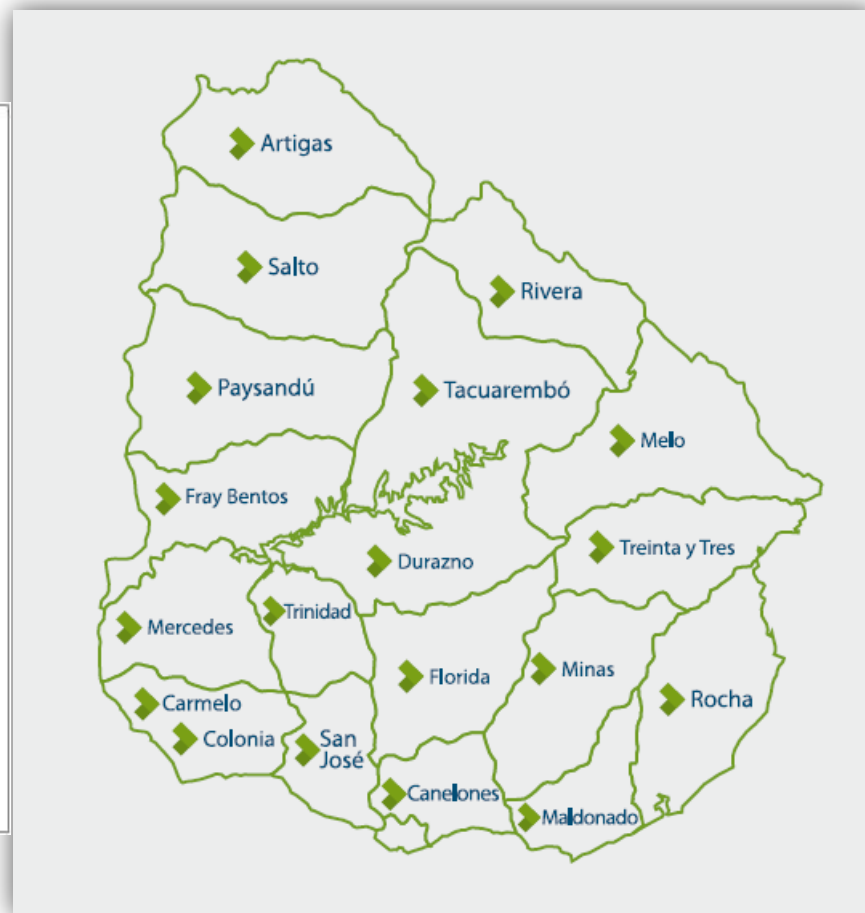 Artigas
Salto
Rivera
Paysandú
Tacuarembó
Melo
Fray Bentos
Treinta y Tres
Durazno
Trinidad
Mercedes
Florida
Minas
Carmelo
Rocha
Colonia
San
José
Canelones
Maldonado